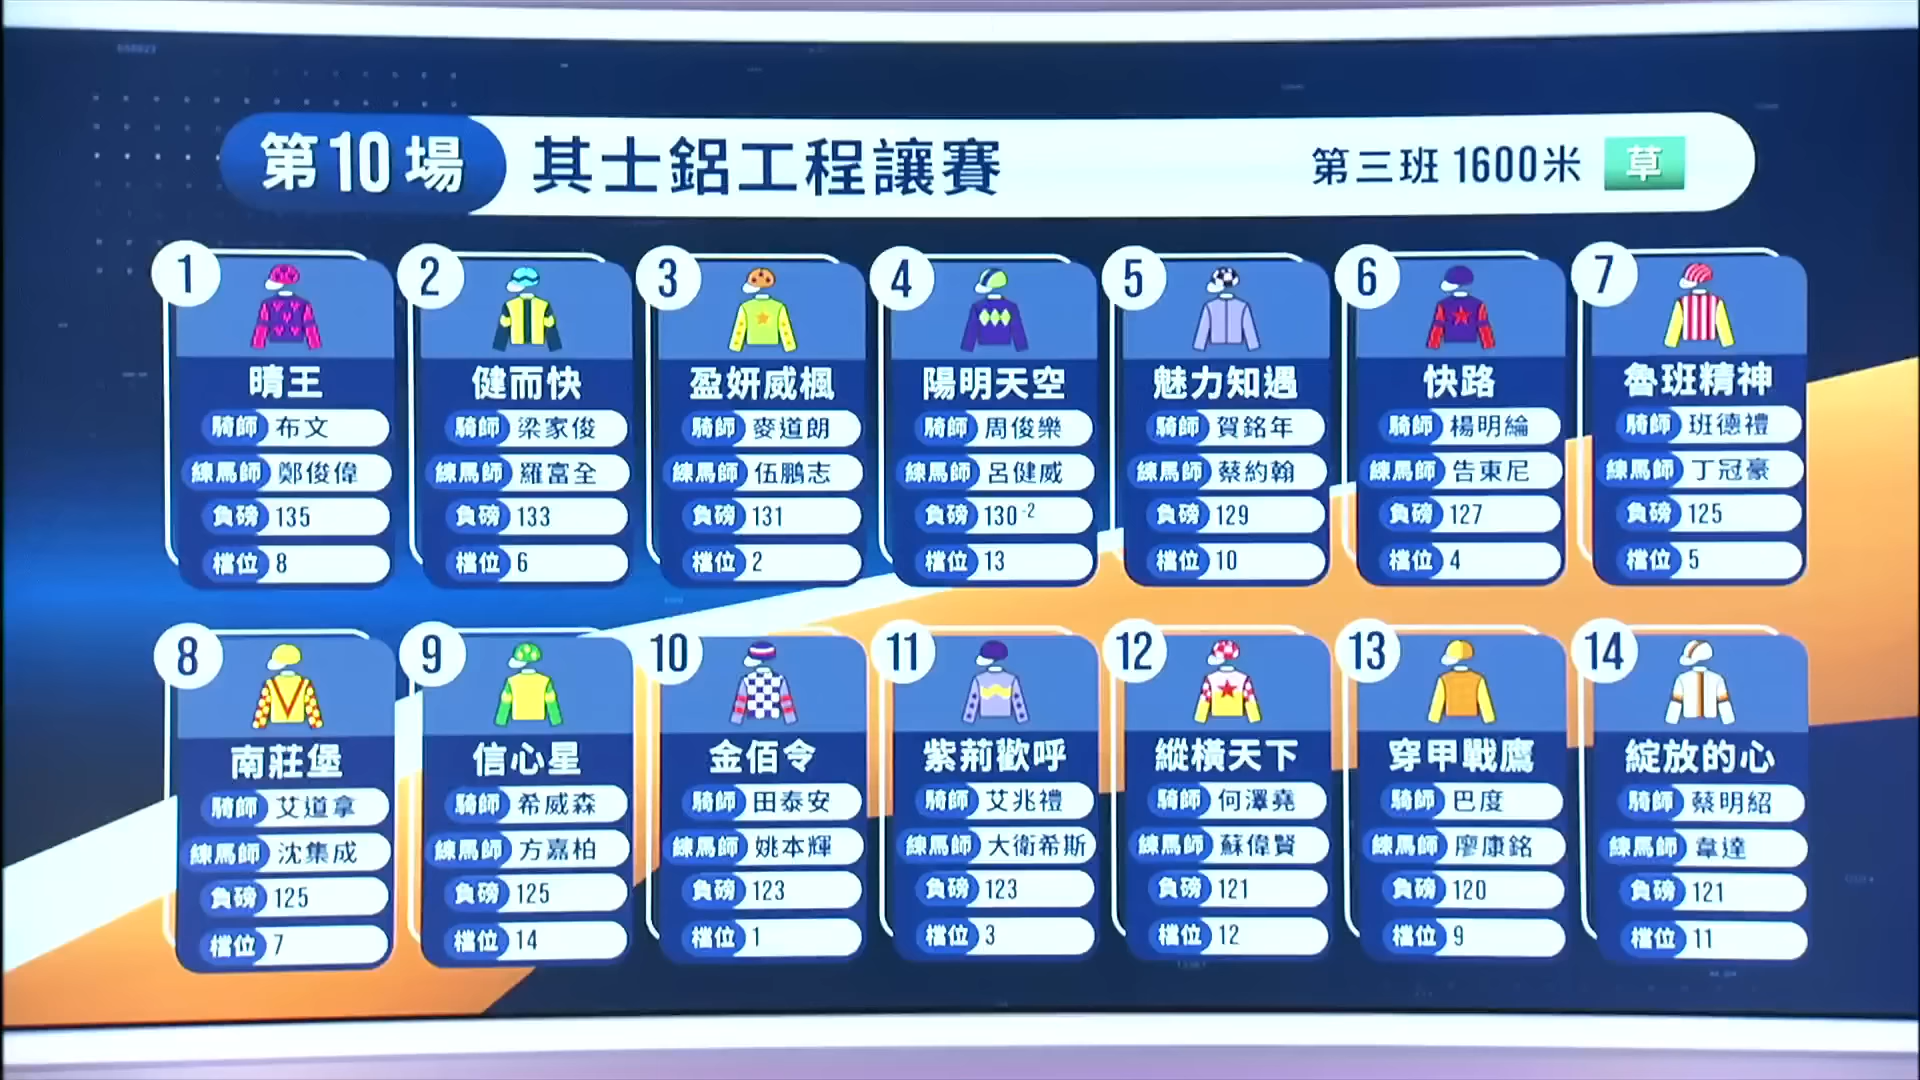 第10場 其士鋁工程讓賽 第三班 1600米 草
1 2 3 4 5 6 7
晴王 健而快 盈妍威楓 陽明天空 魅力知遇 快路 魯班精神
騎師 布文 騎師 梁家俊 騎師 麥道朗 騎師 周俊樂 騎師 賀銘年 騎師 楊明綸 騎師 班德禮
練馬師 鄭俊偉 練馬師 羅富全 練馬師 伍鵬志 練馬師 呂健威 練馬師 蔡約翰 練馬師 告東尼 練馬師 丁冠豪
負磅 135 負磅 133 負磅 131 負磅 130-2 負磅 129 負磅 127 負磅 125
檔位 8 檔位 6 檔位 2 檔位 13 檔位 10 檔位 4 檔位 5
8 9 10 11 12 13 14
南莊堡 信心星 金佰令 紫荊歡呼 縱橫天下 穿甲戰鷹 綻放的心
騎師 艾道拿 騎師 希威森 騎師 田泰安 騎師 艾兆禮 騎師 何澤堯 騎師 巴度 騎師 蔡明紹
練馬師 沈集成 練馬師 方嘉柏 練馬師 姚本輝 練馬師 大衛希斯 練馬師 蘇偉賢 練馬師 廖康銘 練馬師 韋達
負磅 125 負磅 125 負磅 123 負磅 123 負磅 121 負磅 120 負磅 121
檔位 7 檔位 14 檔位 1 檔位 3 檔位 12 檔位 9 檔位 11